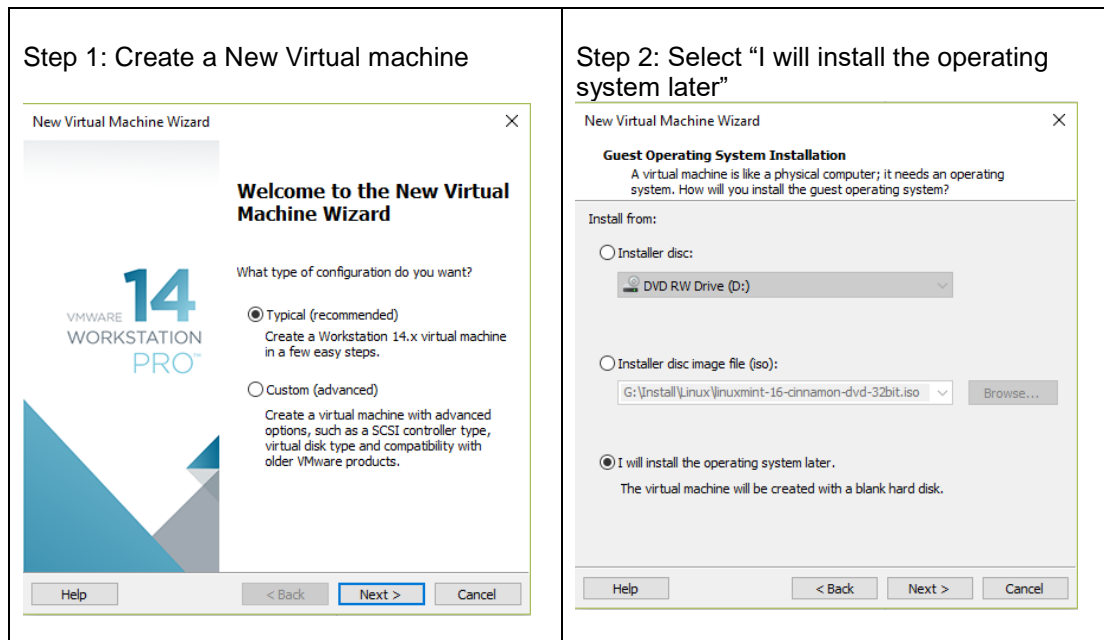 Step 1: Create a New Virtual machine
New Virtual Machine Wizard
Welcome to the New Virtual
Machine Wizard
What type of configuration do you want?
Typical (recommended)
Create a Workstation 14.x virtual machine
in a few easy steps.
Custom (advanced)
Create a virtual machine with advanced
options, such as a SCSI controller type,
virtual disk type and compatibility with
older VMware products.
14
VMWARE
WORKSTATION
PRO™
Help
< Back
Next >
Cancel
Step 2: Select “I will install the operating
system later”
New Virtual Machine Wizard
Guest Operating System Installation
A virtual machine is like a physical computer; it needs an operating
system. How will you install the guest operating system?
Install from:
Installer disc:
DVD RW Drive (D:)
Installer disc image file (iso):
G:\Install\Linux\linuxmint-16-cinnamon-dvd-32bit.iso
Browse...
I will install the operating system later.
The virtual machine will be created with a blank hard disk.
Help
< Back
Next >
Cancel